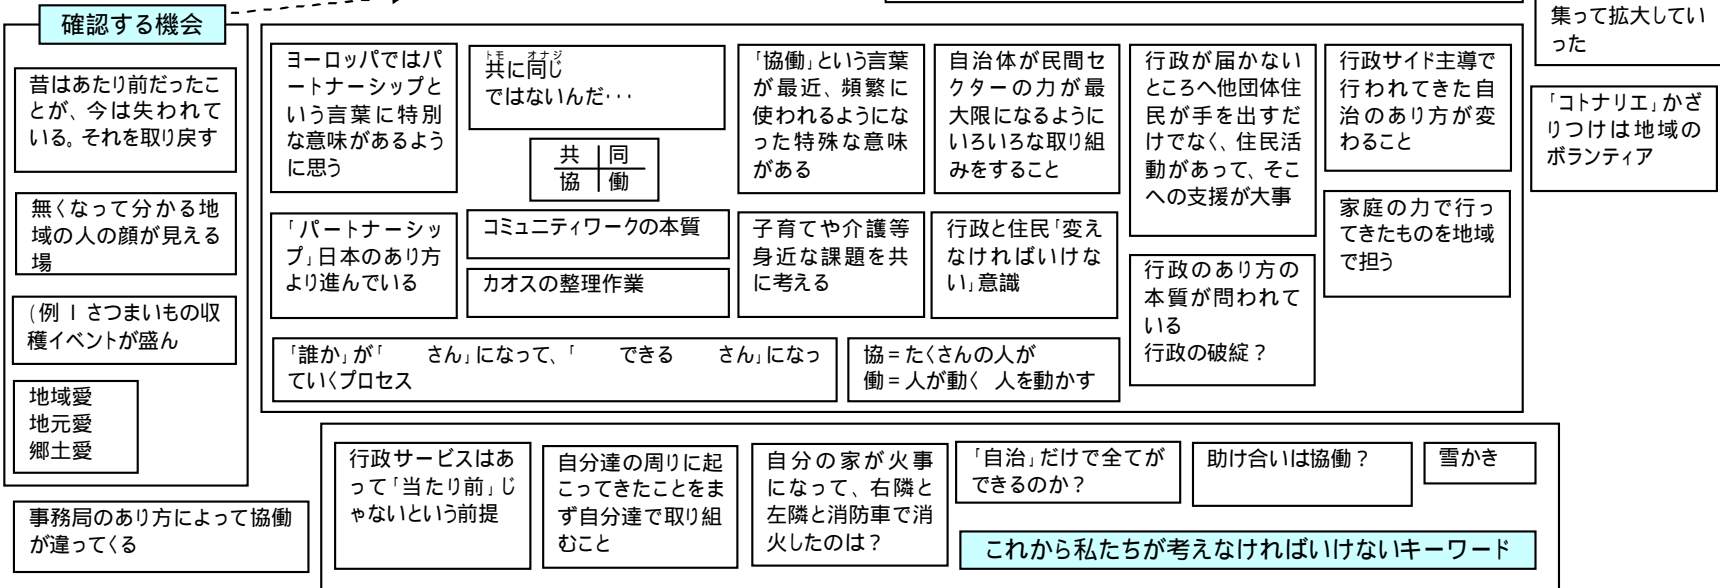 確認する機会
昔はあたり前だったこ
とが、今は失われて
いる。それを取り戻す
無くなって分かる地
域の人の顔が見える
場
(例）さつまいもの収
穫イベントが盛ん
地域愛
地元愛
郷土愛
事務局のあり方によって協働
が違ってくる
ヨーロッパではパ
ートナーシップと
いう言葉に特別
な意味があるよう
に思う
トモ オナジ
共に同じ
ではないんだ・・・
共 同
協 働
「協働」という言葉
が最近、頻繁に
使われるようにな
った特殊な意味
がある
自治体が民間セ
クターの力が最
大限になるように
いろいろな取り組
みをすること
行政が届かない
ところへ他団体住
民が手を出すだ
けでなく、住民活
動があって、そこ
への支援が大事
行政サイド主導で
行われてきた自
治のあり方が変
わること
「パートナーシッ
プ」日本のあり方
より進んでいる
コミュニティワークの本質
カオスの整理作業
子育てや介護等
身近な課題を共
に考える
行政と住民「変え
なければいけな
い」意識
行政のあり方の
本質が問われて
いる
行政の破綻？
家庭の力で行っ
てきたものを地域
で担う
「誰か」が「 さん」になって、「 できる さん」になっ
ていくプロセス
協＝たくさんの人が
働＝人が動く 人を動かす
集って拡大してい
った
「コトナリエ」かざ
りつけは地域の
ボランティア
行政サービスはあ
って「当たり前」じ
ゃないという前提
自分達の周りに起
こってきたことをま
ず自分達で取り組
むこと
自分の家が火事
になって、右隣と
左隣と消防車で消
火したのは？
「自治」だけで全てが
できるのか？
助け合いは協働？
雪かき
これから私たちが考えなければいけないキーワード